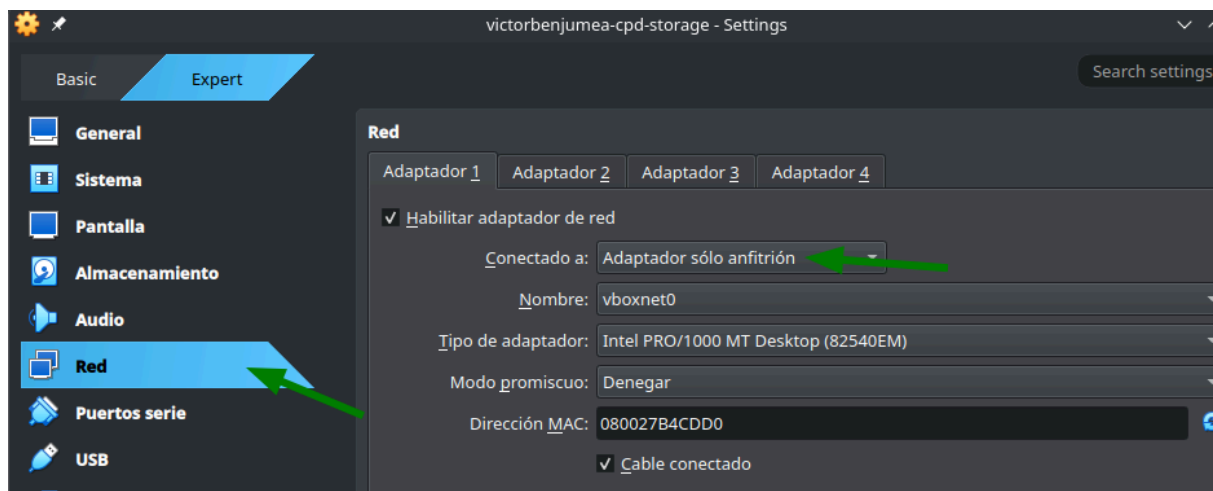 victorbenjumea-cpd-storage - Settings
Basic
Expert
Search settings
General
Sistema
Pantalla
Almacenamiento
Audio
Red
Puertos serie
USB
Red
Adaptador 1
Adaptador 2
Adaptador 3
Adaptador 4
Habilitar adaptador de red
Conectado a: Adaptador sólo anfitrión
Nombre: vboxnet0
Tipo de adaptador: Intel PRO/1000 MT Desktop (82540EM)
Modo promiscuo: Denegar
Dirección MAC: 080027B4CDD0
Cable conectado